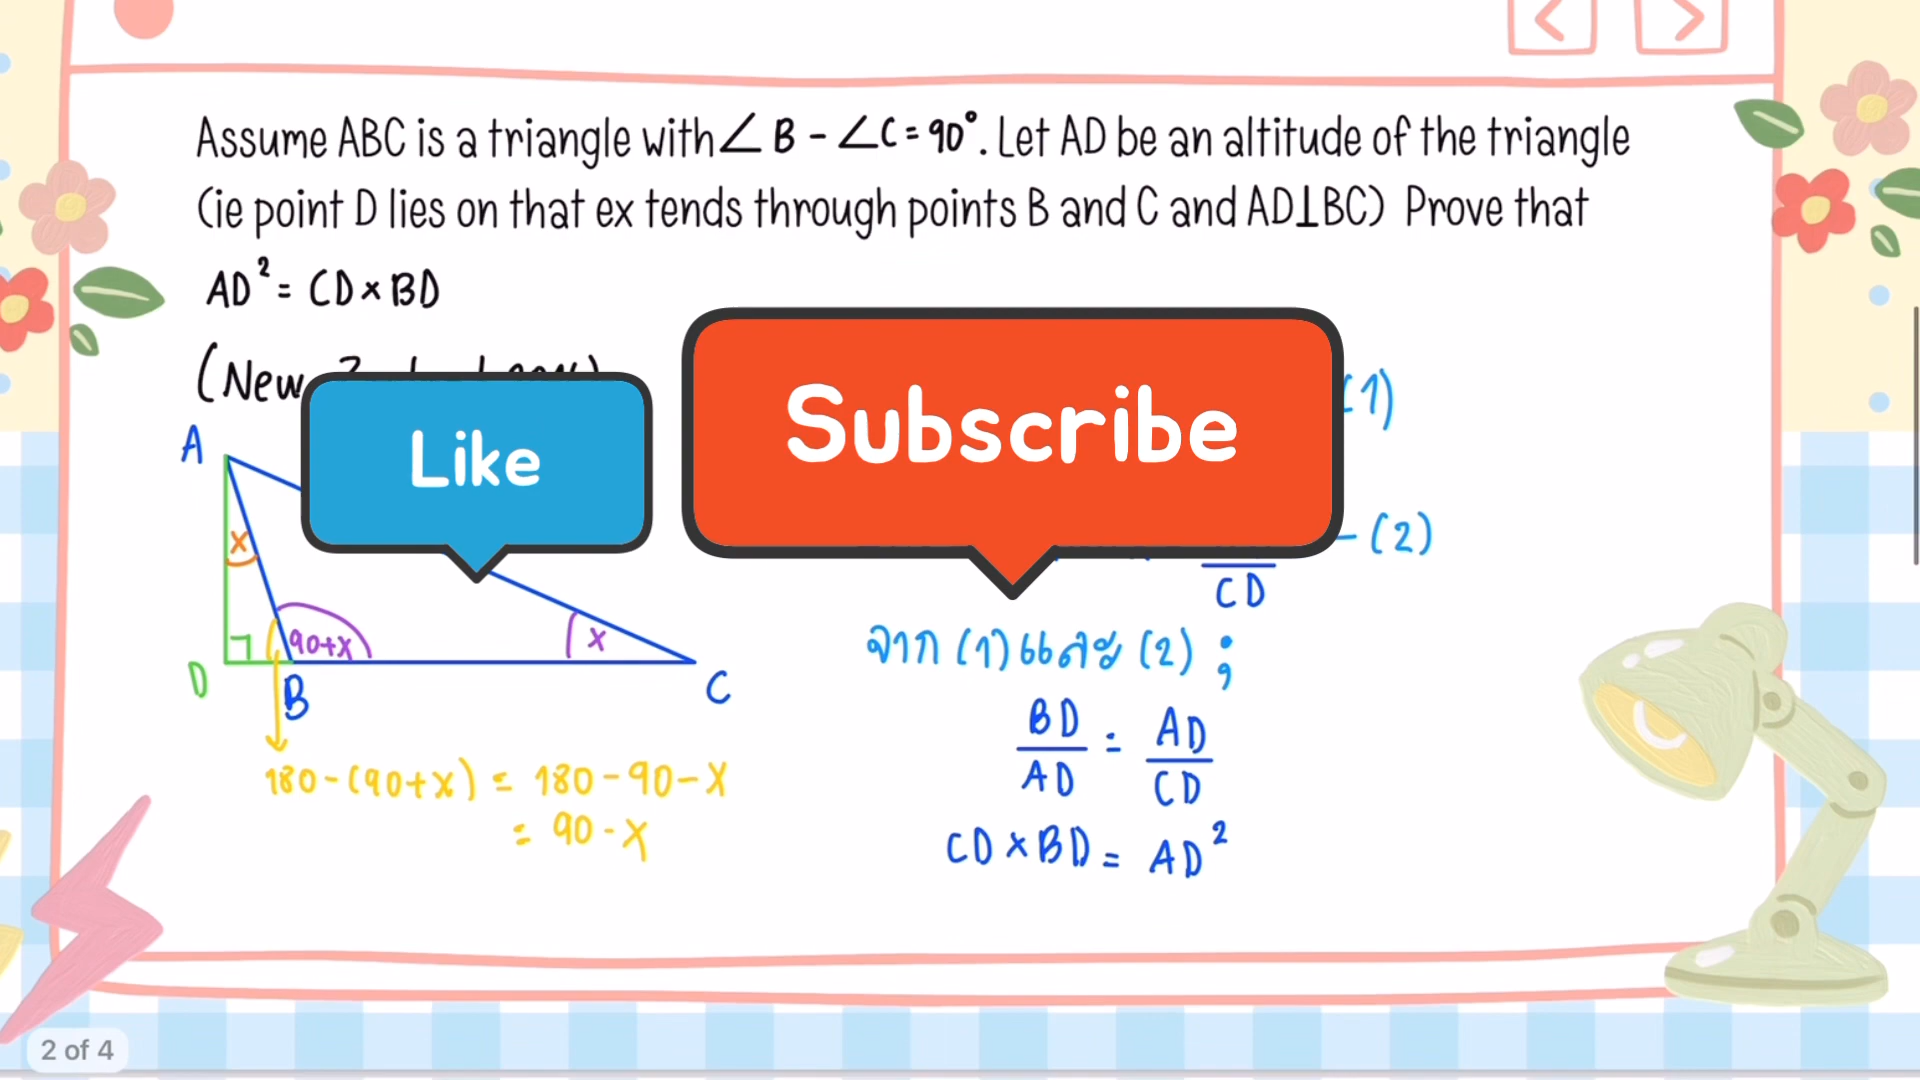 Assume ABC is a triangle with ∠B - ∠C = 90°. Let AD be an altitude of the triangle
(ie point D lies on that ex tends through points B and C and AD⊥BC) Prove that
AD² = CD × BD
(New
Like
Subscribe
(1)
- (2)
CD
A
x
90+x
x
D
B
C
180-(90+x) = 180-90-x
= 90-x
จาก (1) และ (2) ;
BD/AD = AD/CD
CD × BD = AD²
2 of 4